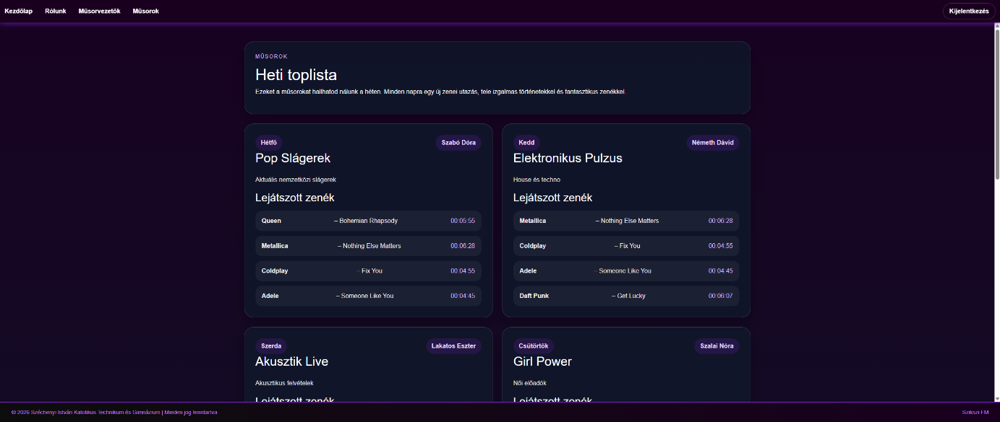 Kezdőlap Rólunk Műsorvezetők Műsorok Kijelentkezés
MŰSOROK
Heti toplista
Ezeket a műsorokat hallhatod nálunk a héten. Minden napra egy új zenei utazás, tele izgalmas történetekkel és fantasztikus zenékkel.
Hétfő Szabó Dóra
Pop Slágerek
Aktuális nemzetközi slágerek
Lejátszott zenék
Queen – Bohemian Rhapsody 00:05:55
Metallica – Nothing Else Matters 00:06:28
Coldplay – Fix You 00:04:55
Adele – Someone Like You 00:04:45
Kedd Németh Dávid
Elektronikus Pulzus
House és techno
Lejátszott zenék
Metallica – Nothing Else Matters 00:06:28
Coldplay – Fix You 00:04:55
Adele – Someone Like You 00:04:45
Daft Punk – Get Lucky 00:06:07
Szerda Lakatos Eszter
Akusztik Live
Akusztikus felvételek
Lejátszott zenék
Csütörtök Szalai Nóra
Girl Power
Női előadók
Lejátszott zenék
© 2026 Széchenyi István Katolikus Technikum és Gimnázium | Minden jog fenntartva Szikszi FM